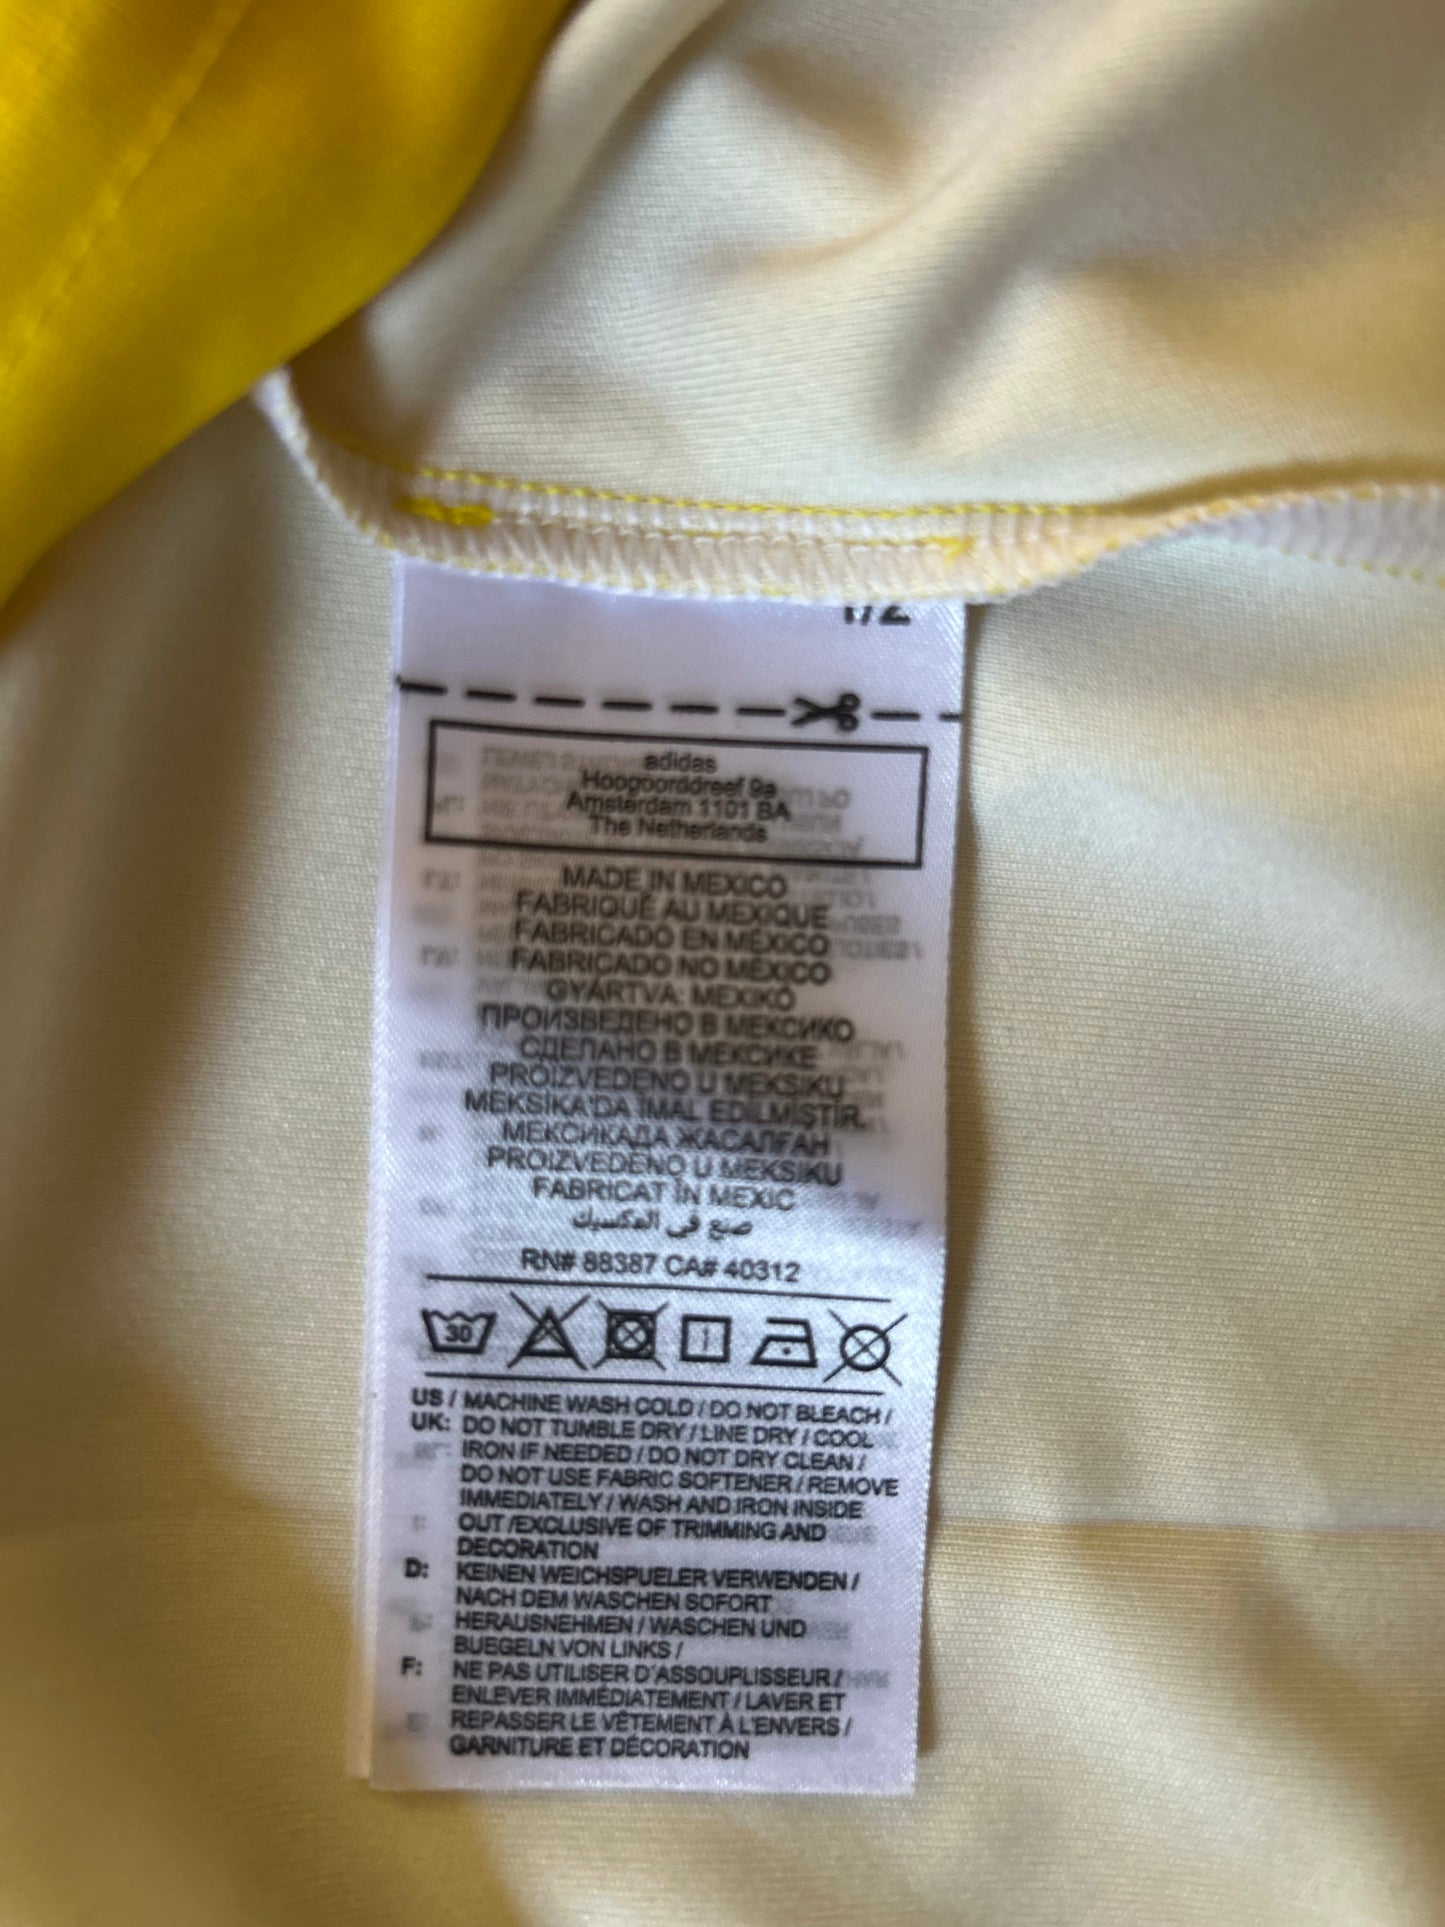 1/2
adidas
Hoogoorddreef 9a
Amsterdam 1101 BA
The Netherlands
MADE IN MEXICO
FABRIQUÉ AU MEXIQUE
FABRICADO EN MÉXICO
FABRICADO NO MÉXICO
GYÁRTVA: MEXIKÓ
ПРОИЗВЕДЕНО В МЕКСИКО
СДЕЛАНО В МЕКСИКЕ
PROIZVEDENO U MEKSIKU
MEKSİKA'DA İMAL EDİLMİŞTİR.
МЕКСИКАДА ЖАСАЛҒАН
PROIZVEDENO U MEKSIKU
FABRICAT ÎN MEXIC
صنع في المكسيك
RN# 88387 CA# 40312
30
US / MACHINE WASH COLD / DO NOT BLEACH /
UK: DO NOT TUMBLE DRY / LINE DRY / COOL
IRON IF NEEDED / DO NOT DRY CLEAN /
DO NOT USE FABRIC SOFTENER / REMOVE
IMMEDIATELY / WASH AND IRON INSIDE
OUT /EXCLUSIVE OF TRIMMING AND
DECORATION
D: KEINEN WEICHSPUELER VERWENDEN /
NACH DEM WASCHEN SOFORT
HERAUSNEHMEN / WASCHEN UND
BUEGELN VON LINKS /
F: NE PAS UTILISER D'ASSOUPLISSEUR /
ENLEVER IMMÉDIATEMENT / LAVER ET
REPASSER LE VÊTEMENT À L'ENVERS /
GARNITURE ET DÉCORATION